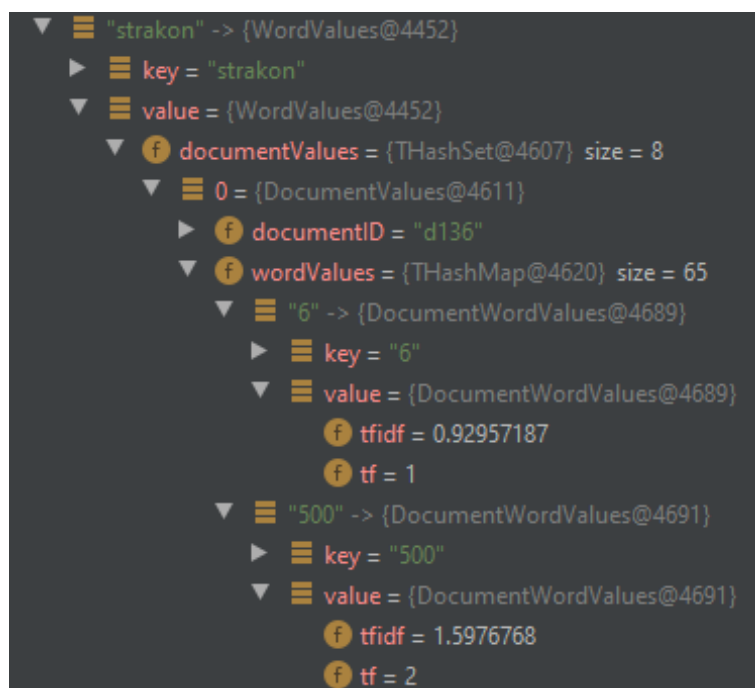 "strakon" -> {WordValues@4452}
key = "strakon"
value = {WordValues@4452}
f documentValues = {THashSet@4607} size = 8
0 = {DocumentValues@4611}
f documentID = "d136"
f wordValues = {THashMap@4620} size = 65
"6" -> {DocumentWordValues@4689}
key = "6"
value = {DocumentWordValues@4689}
f tfidf = 0.92957187
f tf = 1
"500" -> {DocumentWordValues@4691}
key = "500"
value = {DocumentWordValues@4691}
f tfidf = 1.5976768
f tf = 2